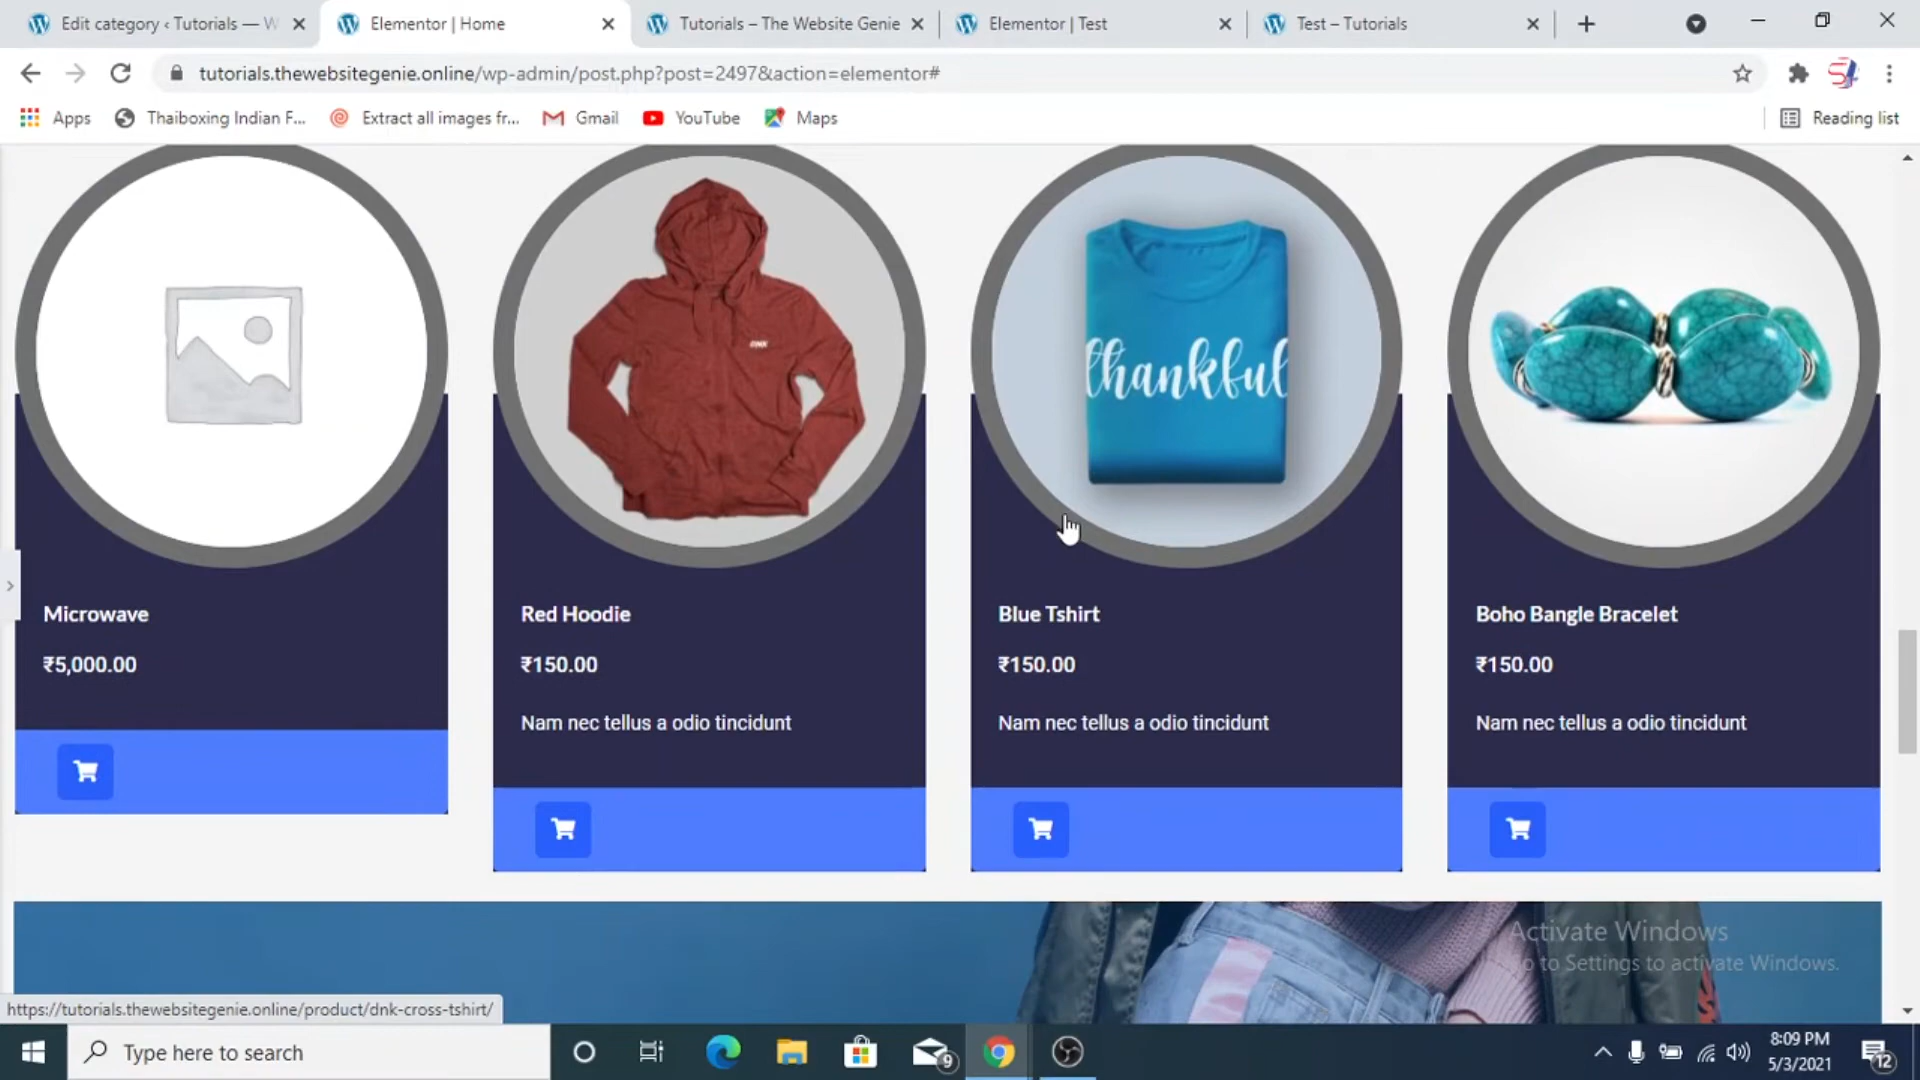 Edit category ‹ Tutorials — W
Elementor | Home
Tutorials – The Website Genie
Elementor | Test
Test – Tutorials
tutorials.thewebsitegenie.online/wp-admin/post.php?post=2497&action=elementor#
Apps
Thaiboxing Indian F...
Extract all images fr...
Gmail
YouTube
Maps
Reading list
DNK
thankful
Microwave
Red Hoodie
Blue Tshirt
Boho Bangle Bracelet
₹5,000.00
₹150.00
₹150.00
₹150.00
Nam nec tellus a odio tincidunt
Nam nec tellus a odio tincidunt
Nam nec tellus a odio tincidunt
Activate Windows
Go to Settings to activate Windows.
https://tutorials.thewebsitegenie.online/product/dnk-cross-tshirt/
Type here to search
9
8:09 PM
5/3/2021
12